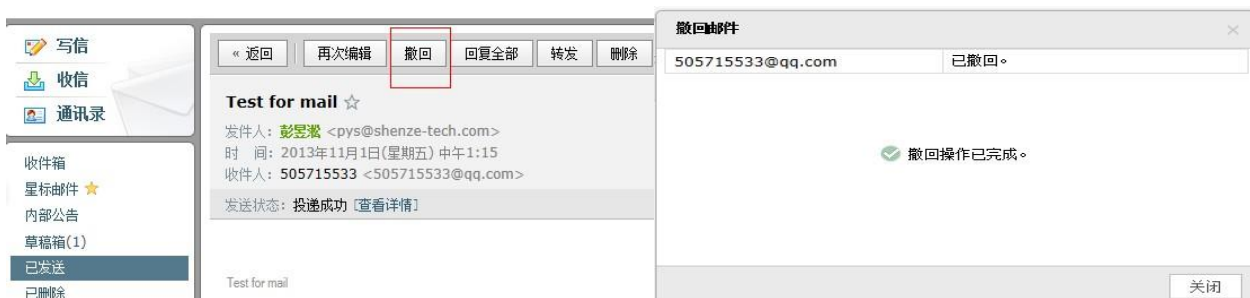 写信
收信
通讯录
收件箱
星标邮件
内部公告
草稿箱(1)
已发送
已删除
« 返回 再次编辑 撤回 回复全部 转发 删除
Test for mail ☆
发件人: 彭昱淞 <pys@shenze-tech.com>
时 间: 2013年11月1日(星期五) 中午1:15
收件人: 505715533 <505715533@qq.com>
发送状态: 投递成功 [查看详情]
Test for mail
撤回邮件 ×
505715533@qq.com 已撤回。
撤回操作已完成。
关闭